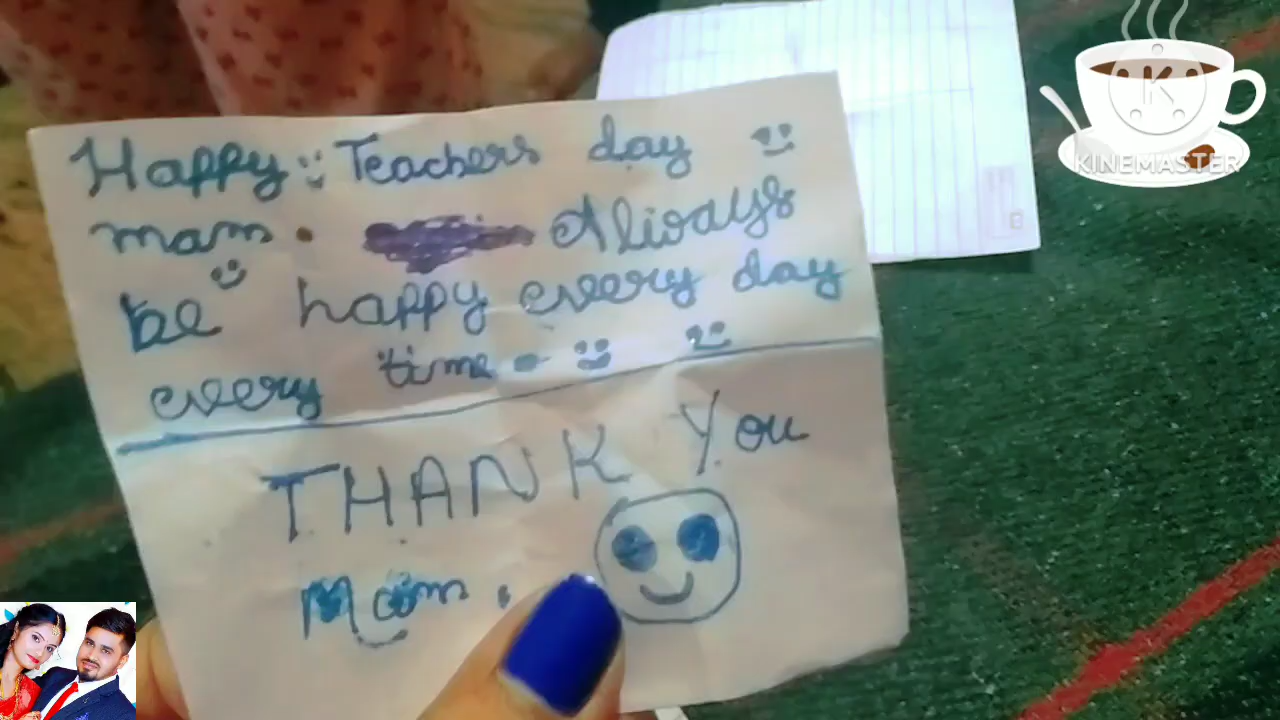 Happy Teachers day
mam. Always
be happy every day
every time.
THANK You
Mam.
KINEMASTER